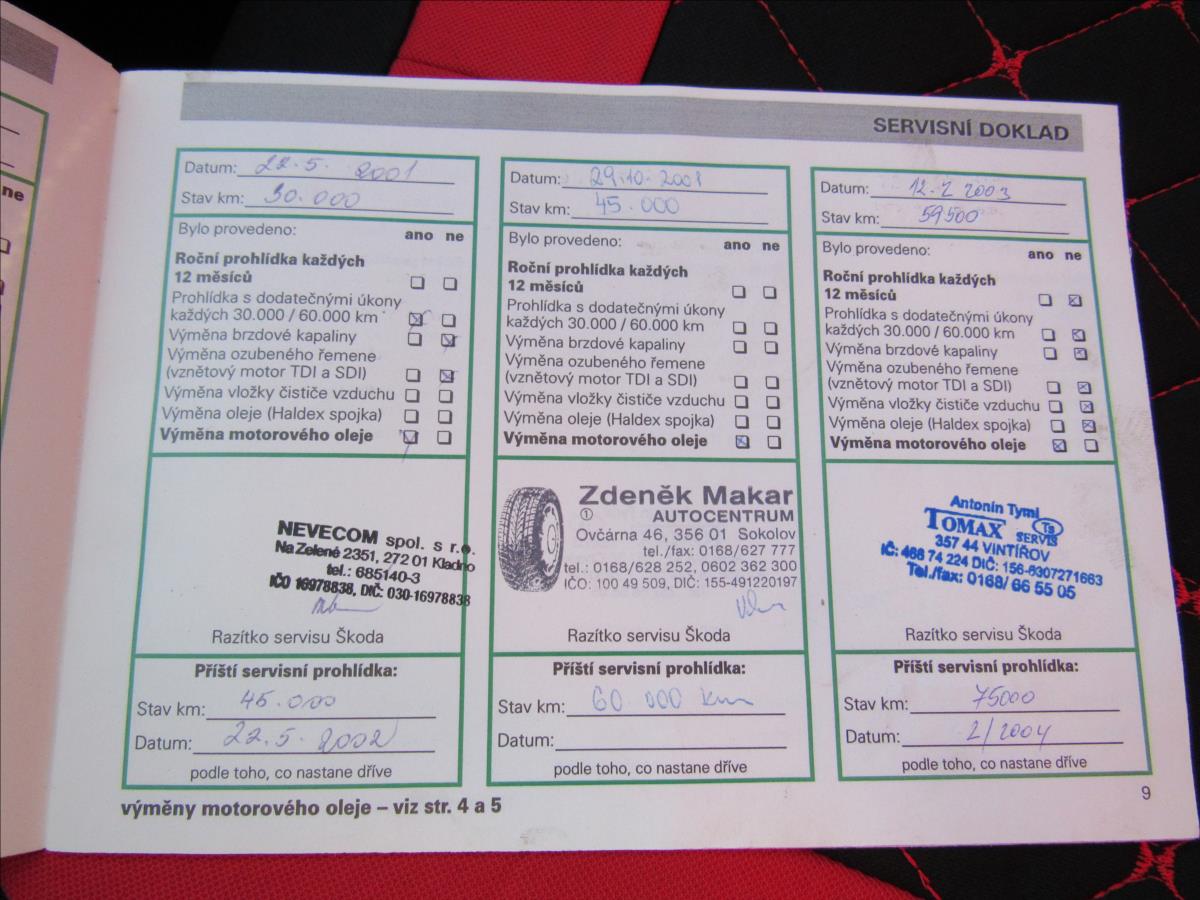 ne
SERVISNÍ DOKLAD
Datum: 22.5. 2001
Stav km: 30.000
Bylo provedeno: ano ne
Roční prohlídka každých
12 měsíců
Prohlídka s dodatečnými úkony
každých 30.000 / 60.000 km
Výměna brzdové kapaliny
Výměna ozubeného řemene
(vznětový motor TDI a SDI)
Výměna vložky čističe vzduchu
Výměna oleje (Haldex spojka)
Výměna motorového oleje
NEVECOM spol. s r.o.
Na Zelené 2351, 272 01 Kladno
tel.: 685140-3
IČO 16978838, DIČ: 030-16978838
Razítko servisu Škoda
Příští servisní prohlídka:
Stav km: 45.000
Datum: 22.5. 2002
podle toho, co nastane dříve
Datum: 29.10.2001
Stav km: 45.000
Bylo provedeno: ano ne
Roční prohlídka každých
12 měsíců
Prohlídka s dodatečnými úkony
každých 30.000 / 60.000 km
Výměna brzdové kapaliny
Výměna ozubeného řemene
(vznětový motor TDI a SDI)
Výměna vložky čističe vzduchu
Výměna oleje (Haldex spojka)
Výměna motorového oleje
Zdeněk Makar
① AUTOCENTRUM
Ovčárna 46, 356 01 Sokolov
tel./fax: 0168/627 777
tel.: 0168/628 252, 0602 362 300
IČO: 100 49 509, DIČ: 155-491220197
Razítko servisu Škoda
Příští servisní prohlídka:
Stav km: 60 000 km
Datum:
podle toho, co nastane dříve
Datum: 12.2 2003
Stav km: 59500
Bylo provedeno: ano ne
Roční prohlídka každých
12 měsíců
Prohlídka s dodatečnými úkony
každých 30.000 / 60.000 km
Výměna brzdové kapaliny
Výměna ozubeného řemene
(vznětový motor TDI a SDI)
Výměna vložky čističe vzduchu
Výměna oleje (Haldex spojka)
Výměna motorového oleje
Antonín Tyml
TOMAX Ts
SERVIS
357 44 VINTÍŘOV
IČ: 466 74 224 DIČ: 156-6307271663
Tel./fax: 0168/ 66 55 05
Razítko servisu Škoda
Příští servisní prohlídka:
Stav km: 75000
Datum: 2/2004
podle toho, co nastane dříve
výměny motorového oleje – viz str. 4 a 5
9